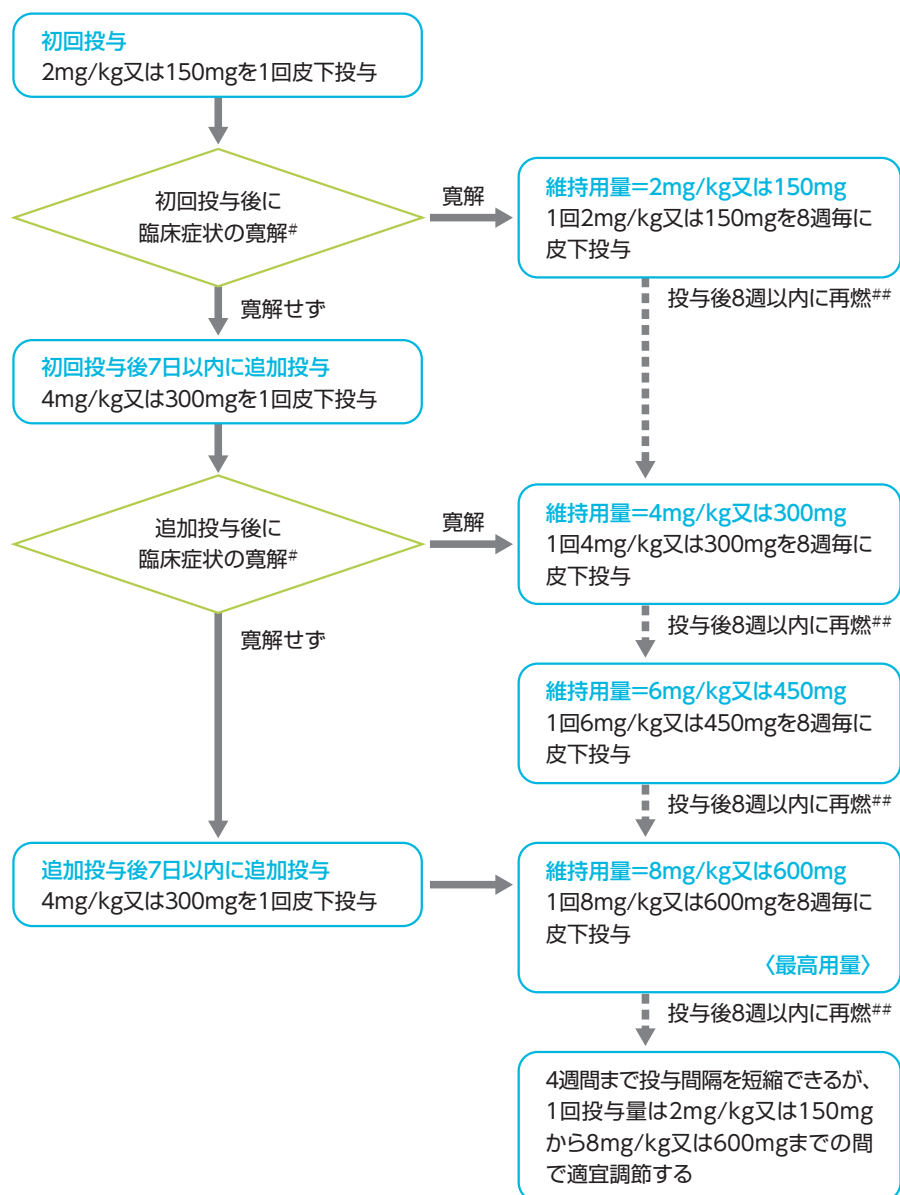 初回投与
2mg/kg又は150mgを1回皮下投与
初回投与後に
臨床症状の寛解#
寛解
維持用量=2mg/kg又は150mg
1回2mg/kg又は150mgを8週毎に
皮下投与
寛解せず
投与後8週以内に再燃##
初回投与後7日以内に追加投与
4mg/kg又は300mgを1回皮下投与
追加投与後に
臨床症状の寛解#
寛解
維持用量=4mg/kg又は300mg
1回4mg/kg又は300mgを8週毎に
皮下投与
寛解せず
投与後8週以内に再燃##
維持用量=6mg/kg又は450mg
1回6mg/kg又は450mgを8週毎に
皮下投与
投与後8週以内に再燃##
追加投与後7日以内に追加投与
4mg/kg又は300mgを1回皮下投与
維持用量=8mg/kg又は600mg
1回8mg/kg又は600mgを8週毎に
皮下投与
〈最高用量〉
投与後8週以内に再燃##
4週間まで投与間隔を短縮できるが、
1回投与量は2mg/kg又は150mg
から8mg/kg又は600mgまでの間
で適宜調節する